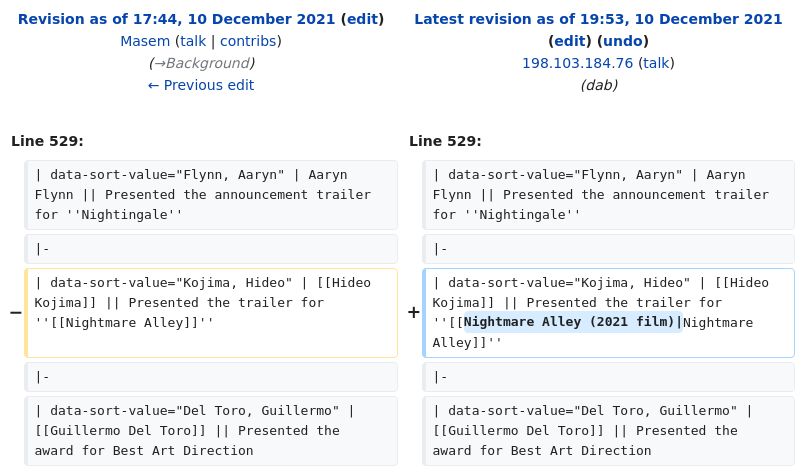 Revision as of 17:44, 10 December 2021 (edit)
Masem (talk | contribs)
(→Background)
← Previous edit
Latest revision as of 19:53, 10 December 2021
(edit) (undo)
198.103.184.76 (talk)
(dab)
Line 529:
Line 529:
| data-sort-value="Flynn, Aaryn" | Aaryn
Flynn || Presented the announcement trailer
for ''Nightingale''
| data-sort-value="Flynn, Aaryn" | Aaryn
Flynn || Presented the announcement trailer
for ''Nightingale''
|-
|-
−
| data-sort-value="Kojima, Hideo" | [[Hideo
Kojima]] || Presented the trailer for
''[[Nightmare Alley]]''
+
| data-sort-value="Kojima, Hideo" | [[Hideo
Kojima]] || Presented the trailer for
''[[Nightmare Alley (2021 film)|Nightmare
Alley]]''
|-
|-
| data-sort-value="Del Toro, Guillermo" |
[[Guillermo Del Toro]] || Presented the
award for Best Art Direction
| data-sort-value="Del Toro, Guillermo" |
[[Guillermo Del Toro]] || Presented the
award for Best Art Direction